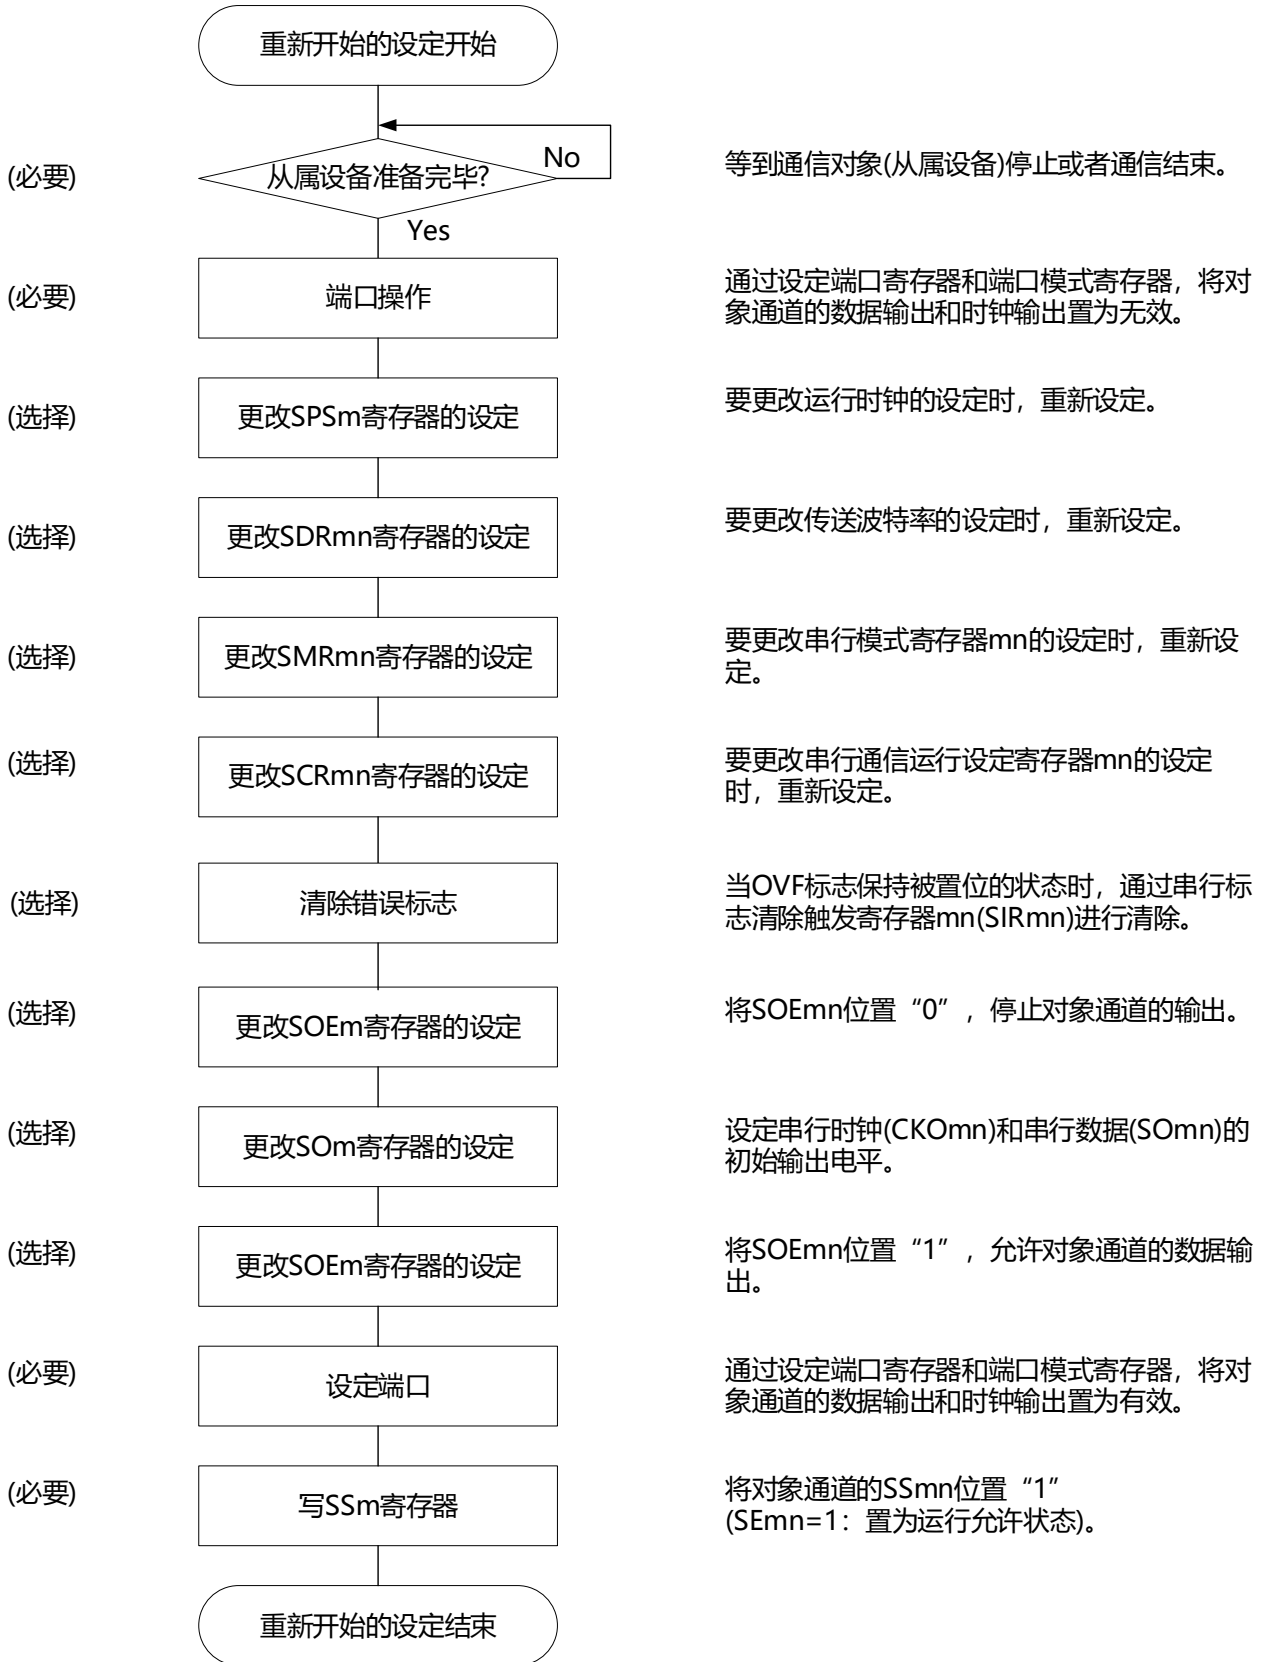 重新开始的设定开始
(必要)
从属设备准备完毕?
No
等到通信对象(从属设备)停止或者通信结束。
Yes
(必要)
端口操作
通过设定端口寄存器和端口模式寄存器，将对
象通道的数据输出和时钟输出置为无效。
(选择)
更改SPSm寄存器的设定
要更改运行时钟的设定时，重新设定。
(选择)
更改SDRmn寄存器的设定
要更改传送波特率的设定时，重新设定。
(选择)
更改SMRmn寄存器的设定
要更改串行模式寄存器mn的设定时，重新设
定。
(选择)
更改SCRmn寄存器的设定
要更改串行通信运行设定寄存器mn的设定
时，重新设定。
(选择)
清除错误标志
当OVF标志保持被置位的状态时，通过串行标
志清除触发寄存器mn(SIRmn)进行清除。
(选择)
更改SOEm寄存器的设定
将SOEmn位置“0”，停止对象通道的输出。
(选择)
更改SOm寄存器的设定
设定串行时钟(CKOmn)和串行数据(SOmn)的
初始输出电平。
(选择)
更改SOEm寄存器的设定
将SOEmn位置“1”，允许对象通道的数据输
出。
(必要)
设定端口
通过设定端口寄存器和端口模式寄存器，将对
象通道的数据输出和时钟输出置为有效。
(必要)
写SSm寄存器
将对象通道的SSmn位置“1”
(SEmn=1：置为运行允许状态)。
重新开始的设定结束